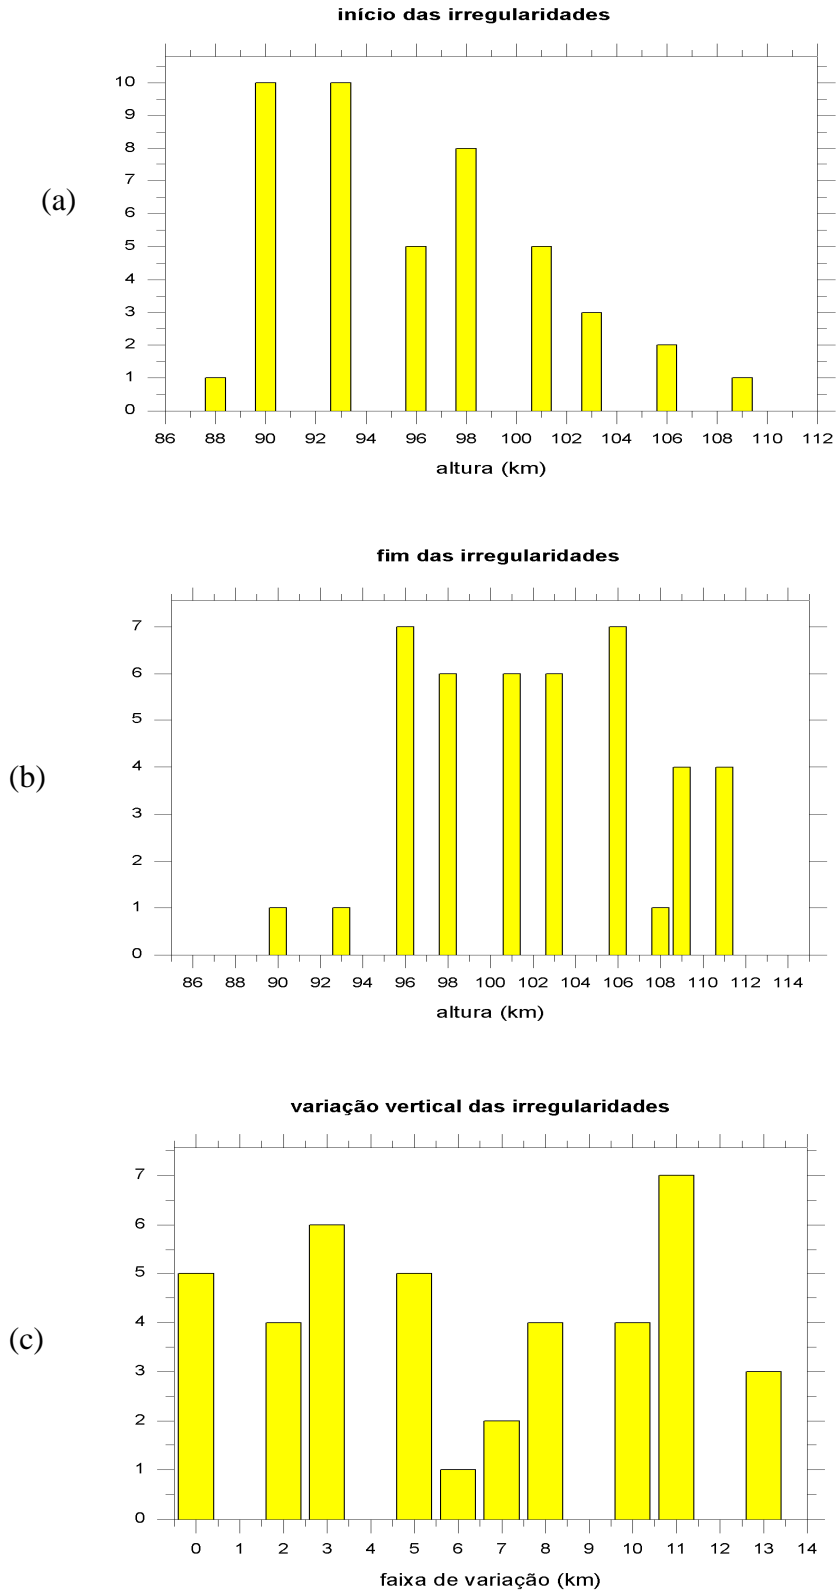 início das irregularidades
(a)
10
9
8
7
6
5
4
3
2
1
0
86 88 90 92 94 96 98 100 102 104 106 108 110 112
altura (km)
fim das irregularidades
(b)
7
6
5
4
3
2
1
0
86 88 90 92 94 96 98 100 102 104 106 108 110 112 114
altura (km)
variação vertical das irregularidades
(c)
7
6
5
4
3
2
1
0
0 1 2 3 4 5 6 7 8 9 10 11 12 13 14
faixa de variação (km)